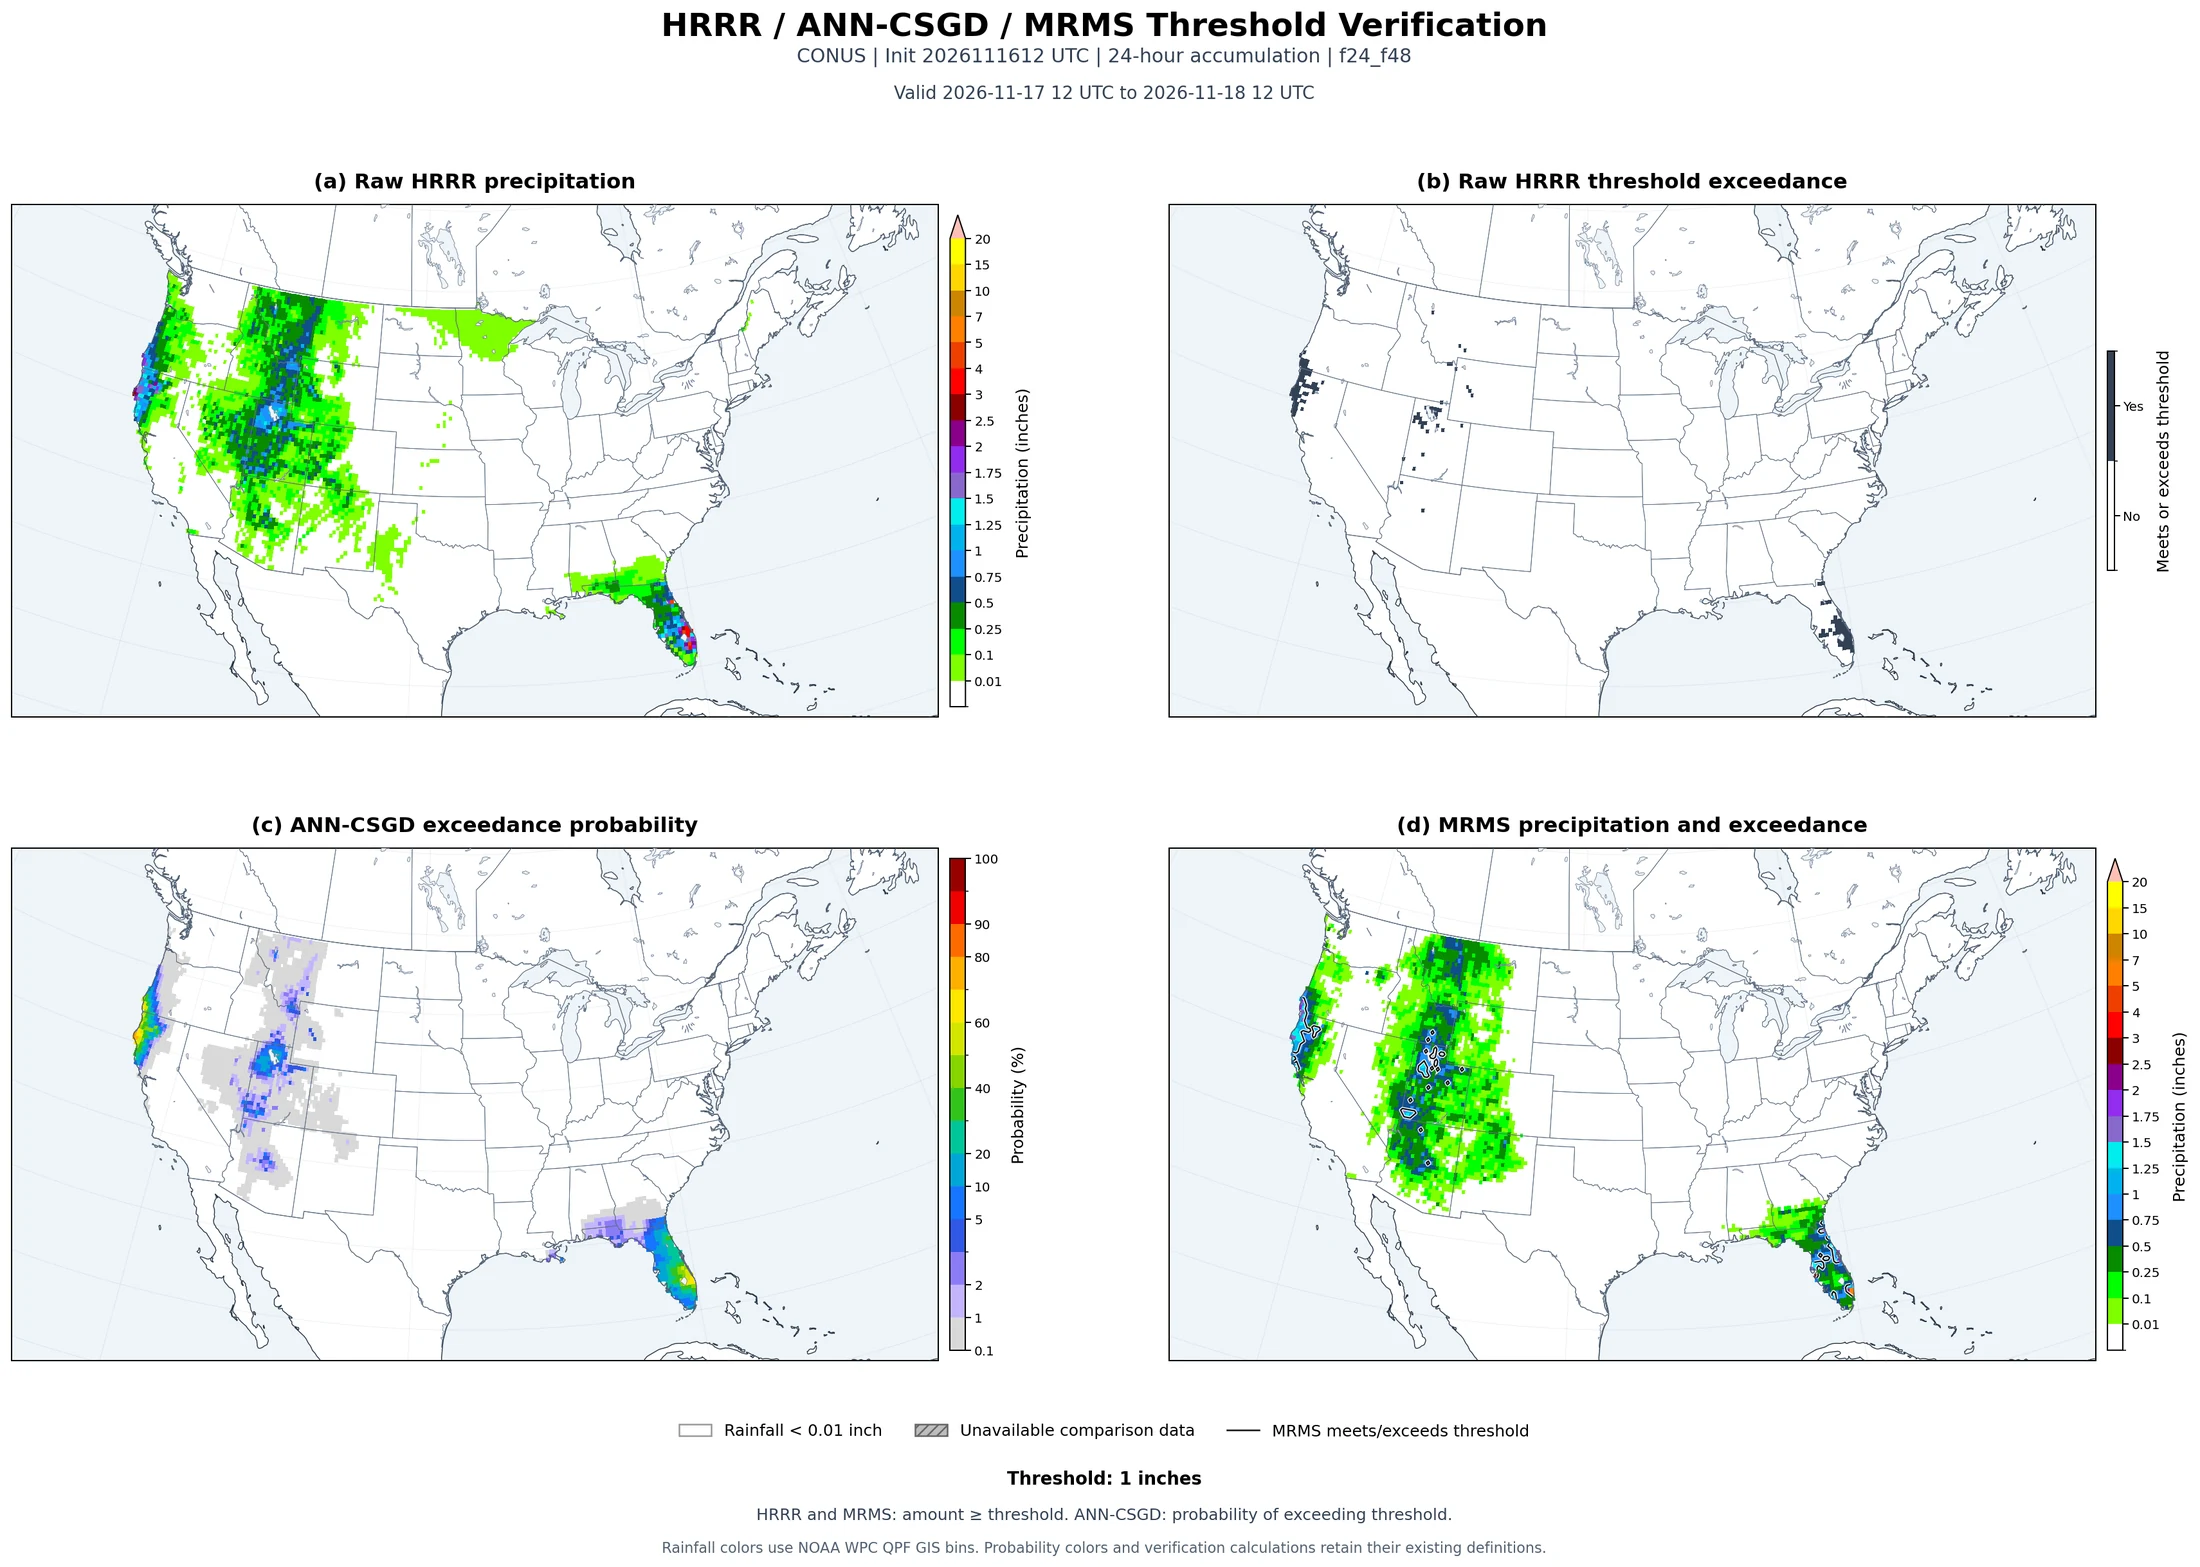 HRRR / ANN-CSGD / MRMS Threshold Verification
CONUS | Init 2026111612 UTC | 24-hour accumulation | f24_f48
Valid 2026-11-17 12 UTC to 2026-11-18 12 UTC
(a) Raw HRRR precipitation
20
15
10
7
5
4
3
2.5
2
1.75
1.5
1.25
1
0.75
0.5
0.25
0.1
0.01
Precipitation (inches)
(b) Raw HRRR threshold exceedance
Yes
No
Meets or exceeds threshold
(c) ANN-CSGD exceedance probability
100
90
80
60
40
20
10
5
2
1
0.1
Probability (%)
(d) MRMS precipitation and exceedance
20
15
10
7
5
4
3
2.5
2
1.75
1.5
1.25
1
0.75
0.5
0.25
0.1
0.01
Precipitation (inches)
Rainfall < 0.01 inch
Unavailable comparison data
MRMS meets/exceeds threshold
Threshold: 1 inches
HRRR and MRMS: amount ≥ threshold. ANN-CSGD: probability of exceeding threshold.
Rainfall colors use NOAA WPC QPF GIS bins. Probability colors and verification calculations retain their existing definitions.